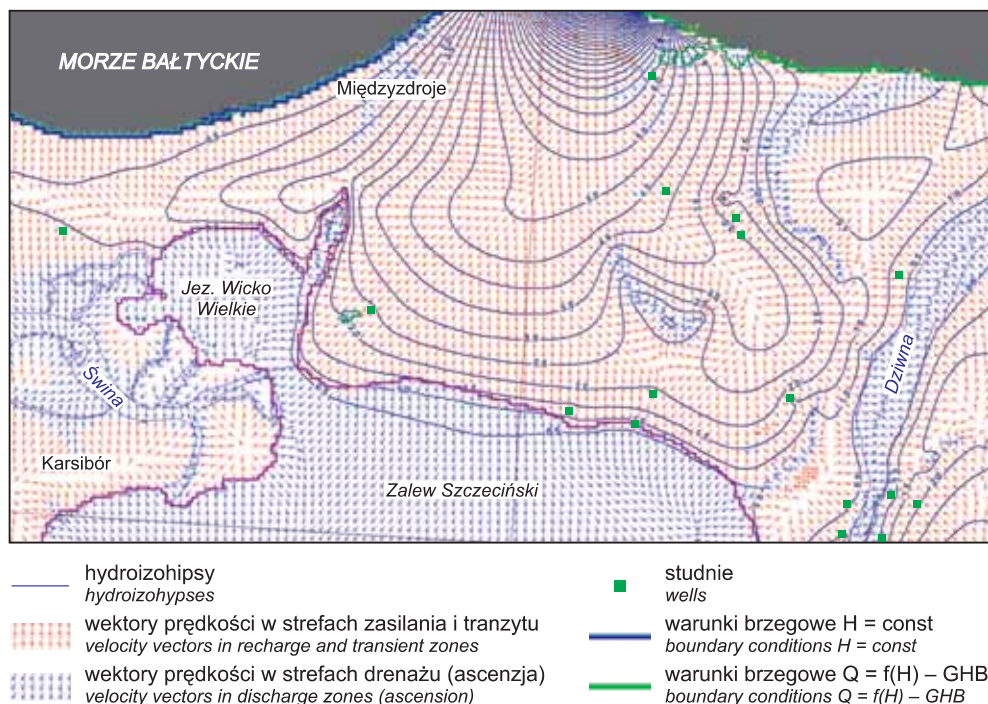 MORZE BAŁTYCKIE
Międzyzdroje
Jez. Wicko
Wielkie
Świna
Dziwna
Karsibór
Zalew Szczeciński
hydroizohipsy
hydroizohypses
wektory prędkości w strefach zasilania i tranzytu
velocity vectors in recharge and transient zones
wektory prędkości w strefach drenażu (ascenzja)
velocity vectors in discharge zones (ascension)
studnie
wells
warunki brzegowe H = const
boundary conditions H = const
warunki brzegowe Q = f(H) – GHB
boundary conditions Q = f(H) – GHB